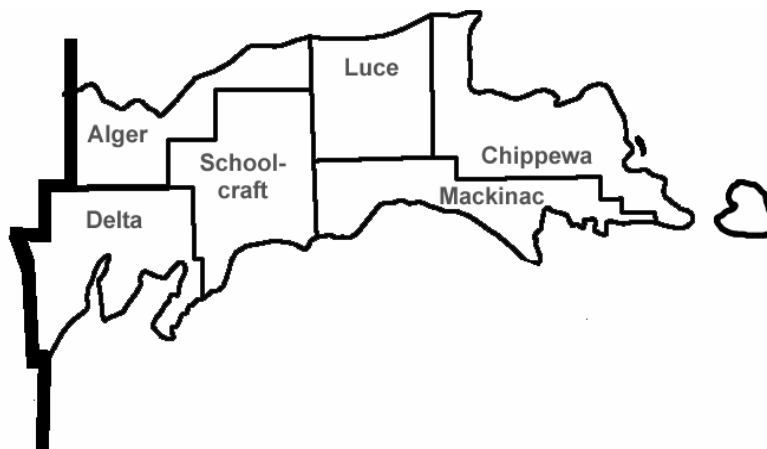 Luce
Alger
School-
craft
Chippewa
Mackinac
Delta